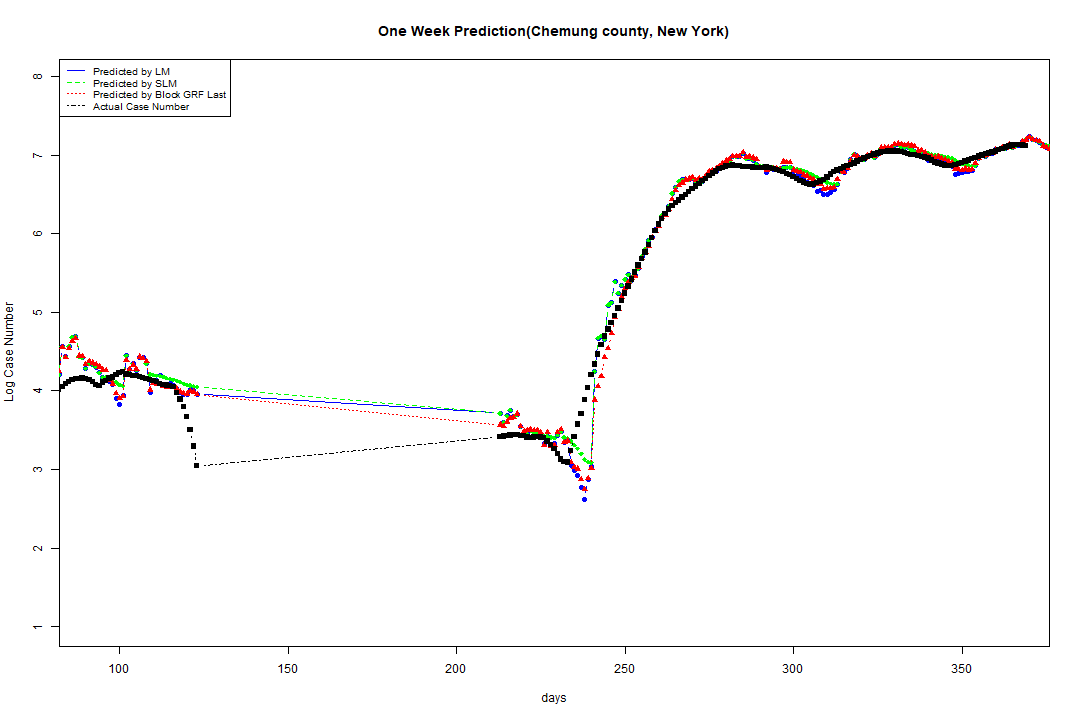 One Week Prediction(Chemung county, New York)
Predicted by LM
Predicted by SLM
Predicted by Block GRF Last
Actual Case Number
8
7
6
5
4
3
2
1
Log Case Number
100 150 200 250 300 350
days